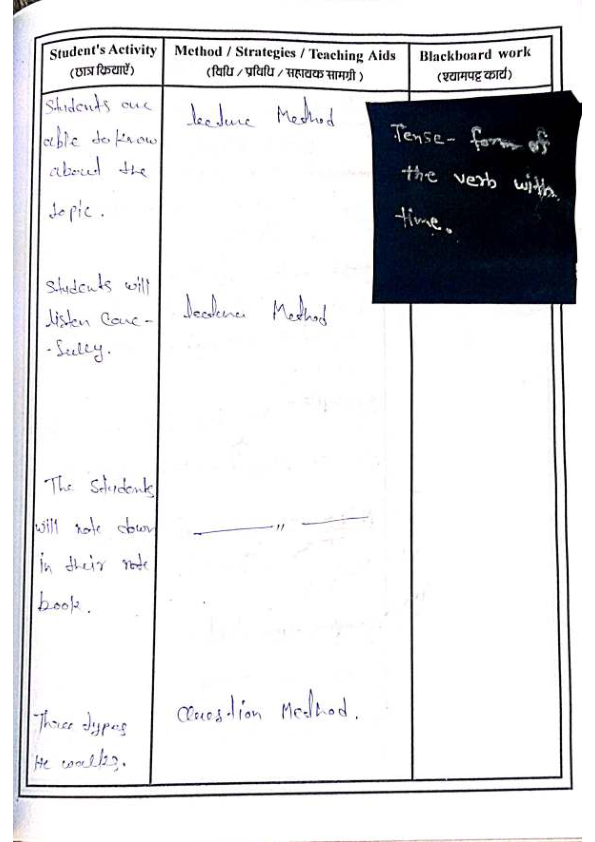 Student's Activity
(छात्र क्रियाएँ)
Method / Strategies / Teaching Aids
(विधि / प्रविधि / सहायक सामग्री)
Blackboard work
(श्यामपट्ट कार्य)
Students are
able to know
about the
topic.
Lecture Method
Tense- form of
the verb with
time.
Students will
listen care-
-fully.
Lecture Method
The Students
will note down
in their note
book.
——— " ———
Three types
He walks.
Question Method.